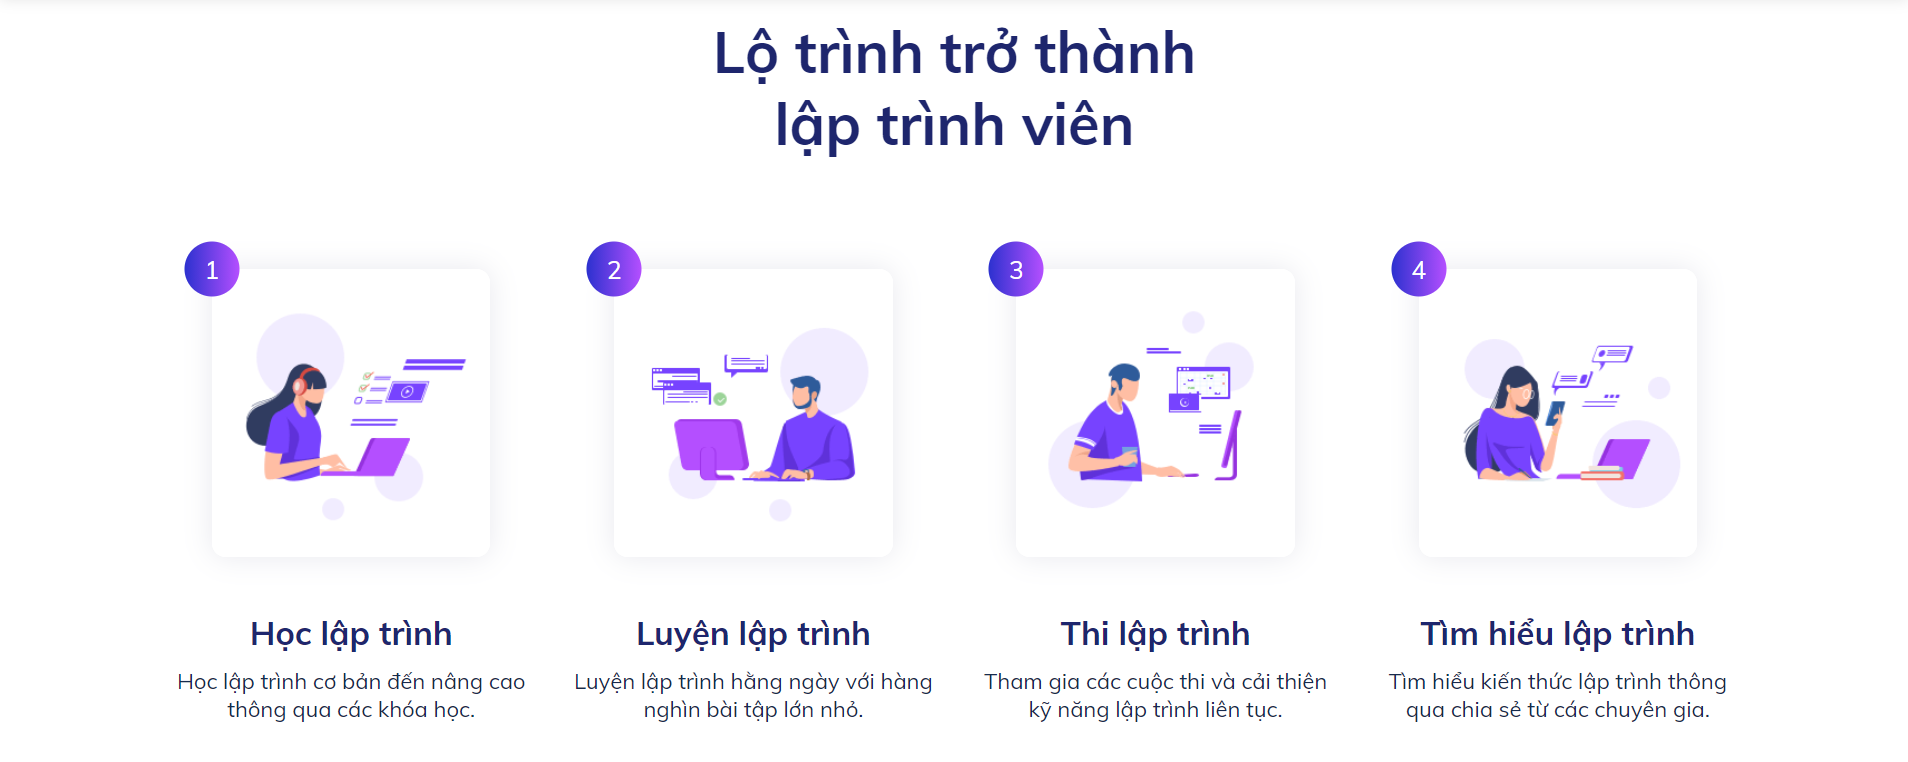 Lộ trình trở thành
lập trình viên
1
2
3
4
Học lập trình
Học lập trình cơ bản đến nâng cao
thông qua các khóa học.
Luyện lập trình
Luyện lập trình hằng ngày với hàng
nghìn bài tập lớn nhỏ.
Thi lập trình
Tham gia các cuộc thi và cải thiện
kỹ năng lập trình liên tục.
Tìm hiểu lập trình
Tìm hiểu kiến thức lập trình thông
qua chia sẻ từ các chuyên gia.